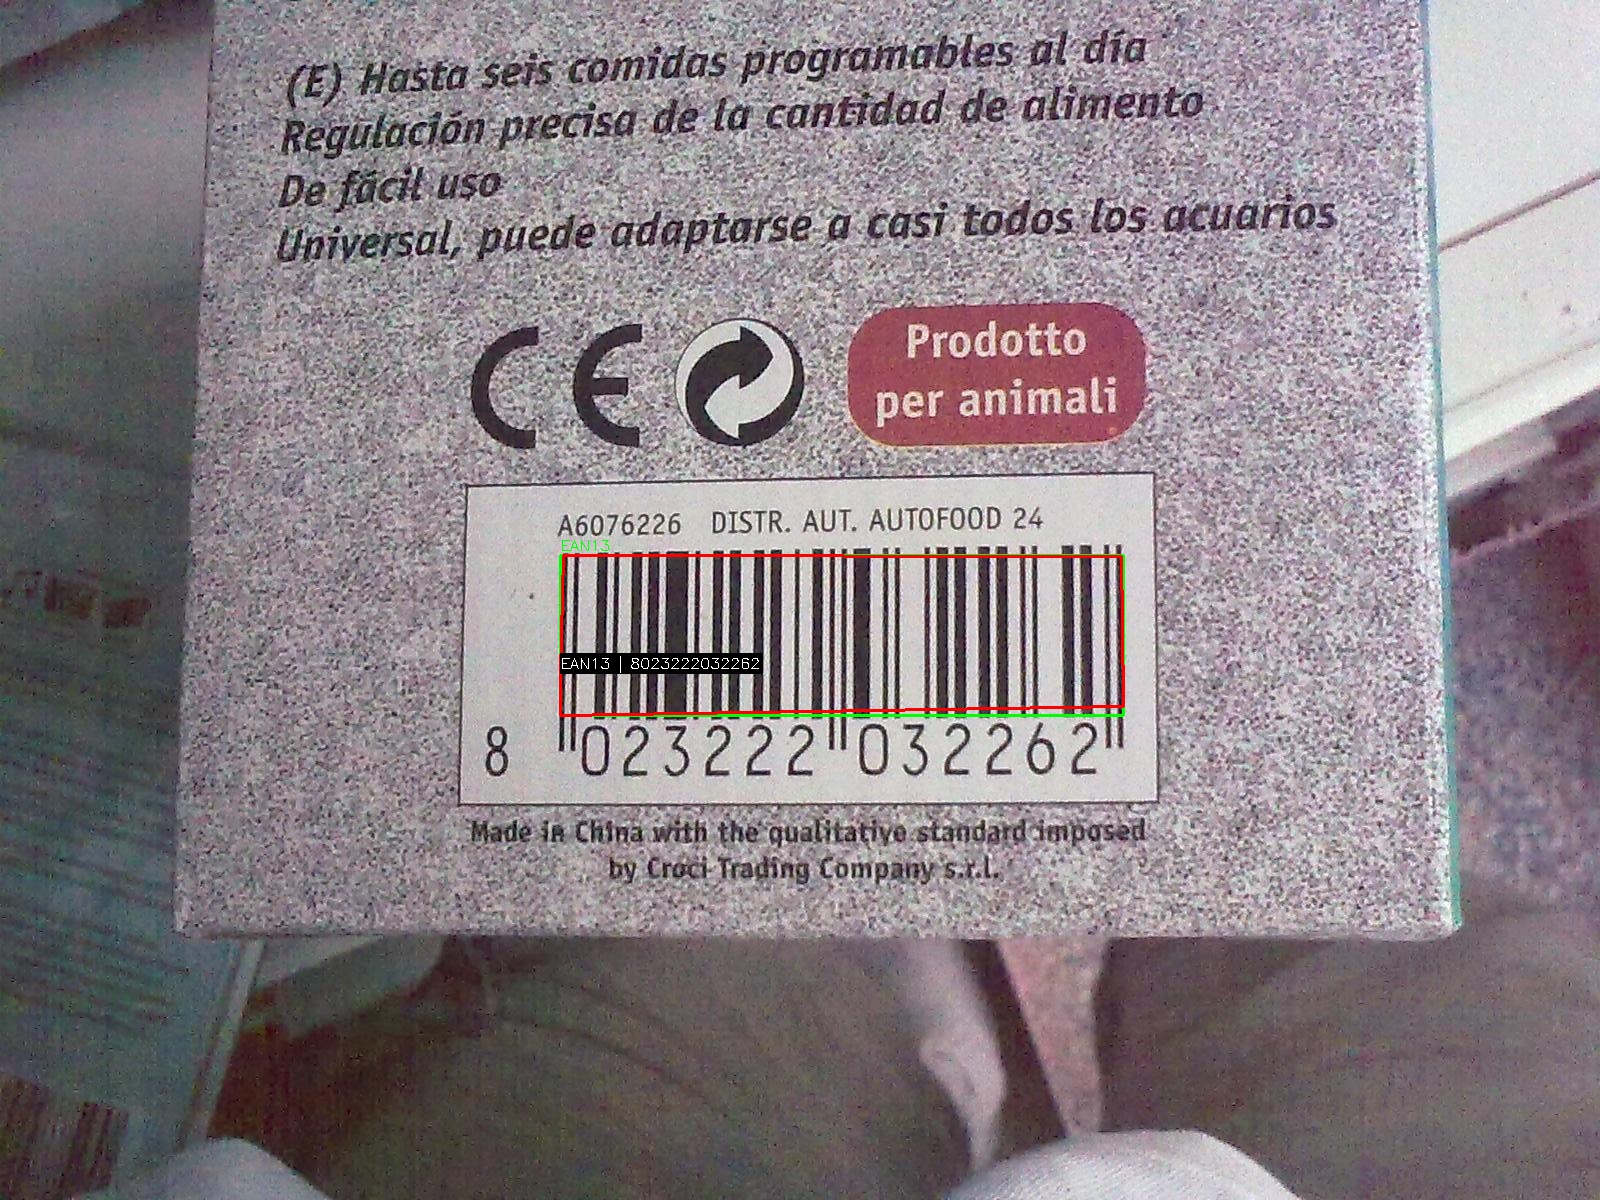 (E) Hasta seis comidas programables al día
Regulación precisa de la cantidad de alimento
De fácil uso
Universal, puede adaptarse a casi todos los acuarios
CE
Prodotto
per animali
A6076226 DISTR. AUT. AUTOFOOD 24
EAN13
EAN13 | 8023222032262
8 023222 032262
Made in China with the qualitative standard imposed
by Croci Trading Company s.r.l.